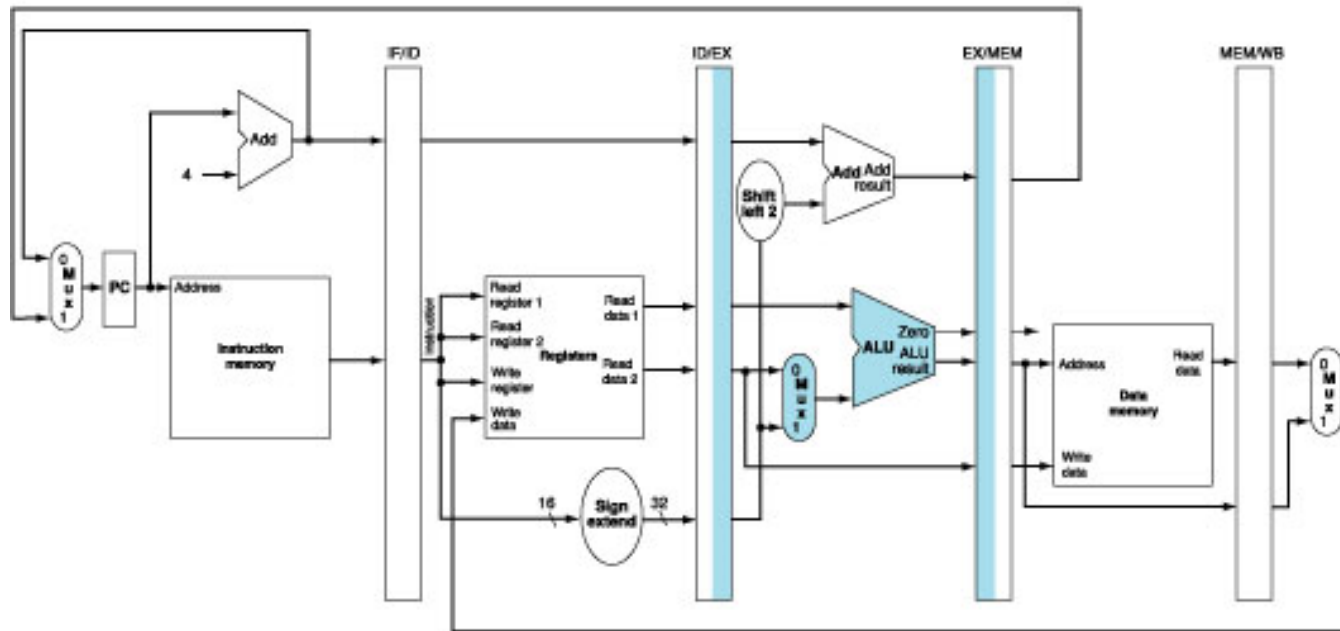 IF/ID
ID/EX
EX/MEM
MEM/WB
Add
4
Shift
left 2
Add Add
result
0
M
u
x
1
PC
Address
Instruction
memory
Instruction
Read
register 1
Read
register 2
Write
register
Write
data
Registers
Read
data 1
Read
data 2
16
Sign
extend
32
0
M
u
x
1
Zero
ALU ALU
result
Address
Read
data
Data
memory
Write
data
0
M
u
x
1